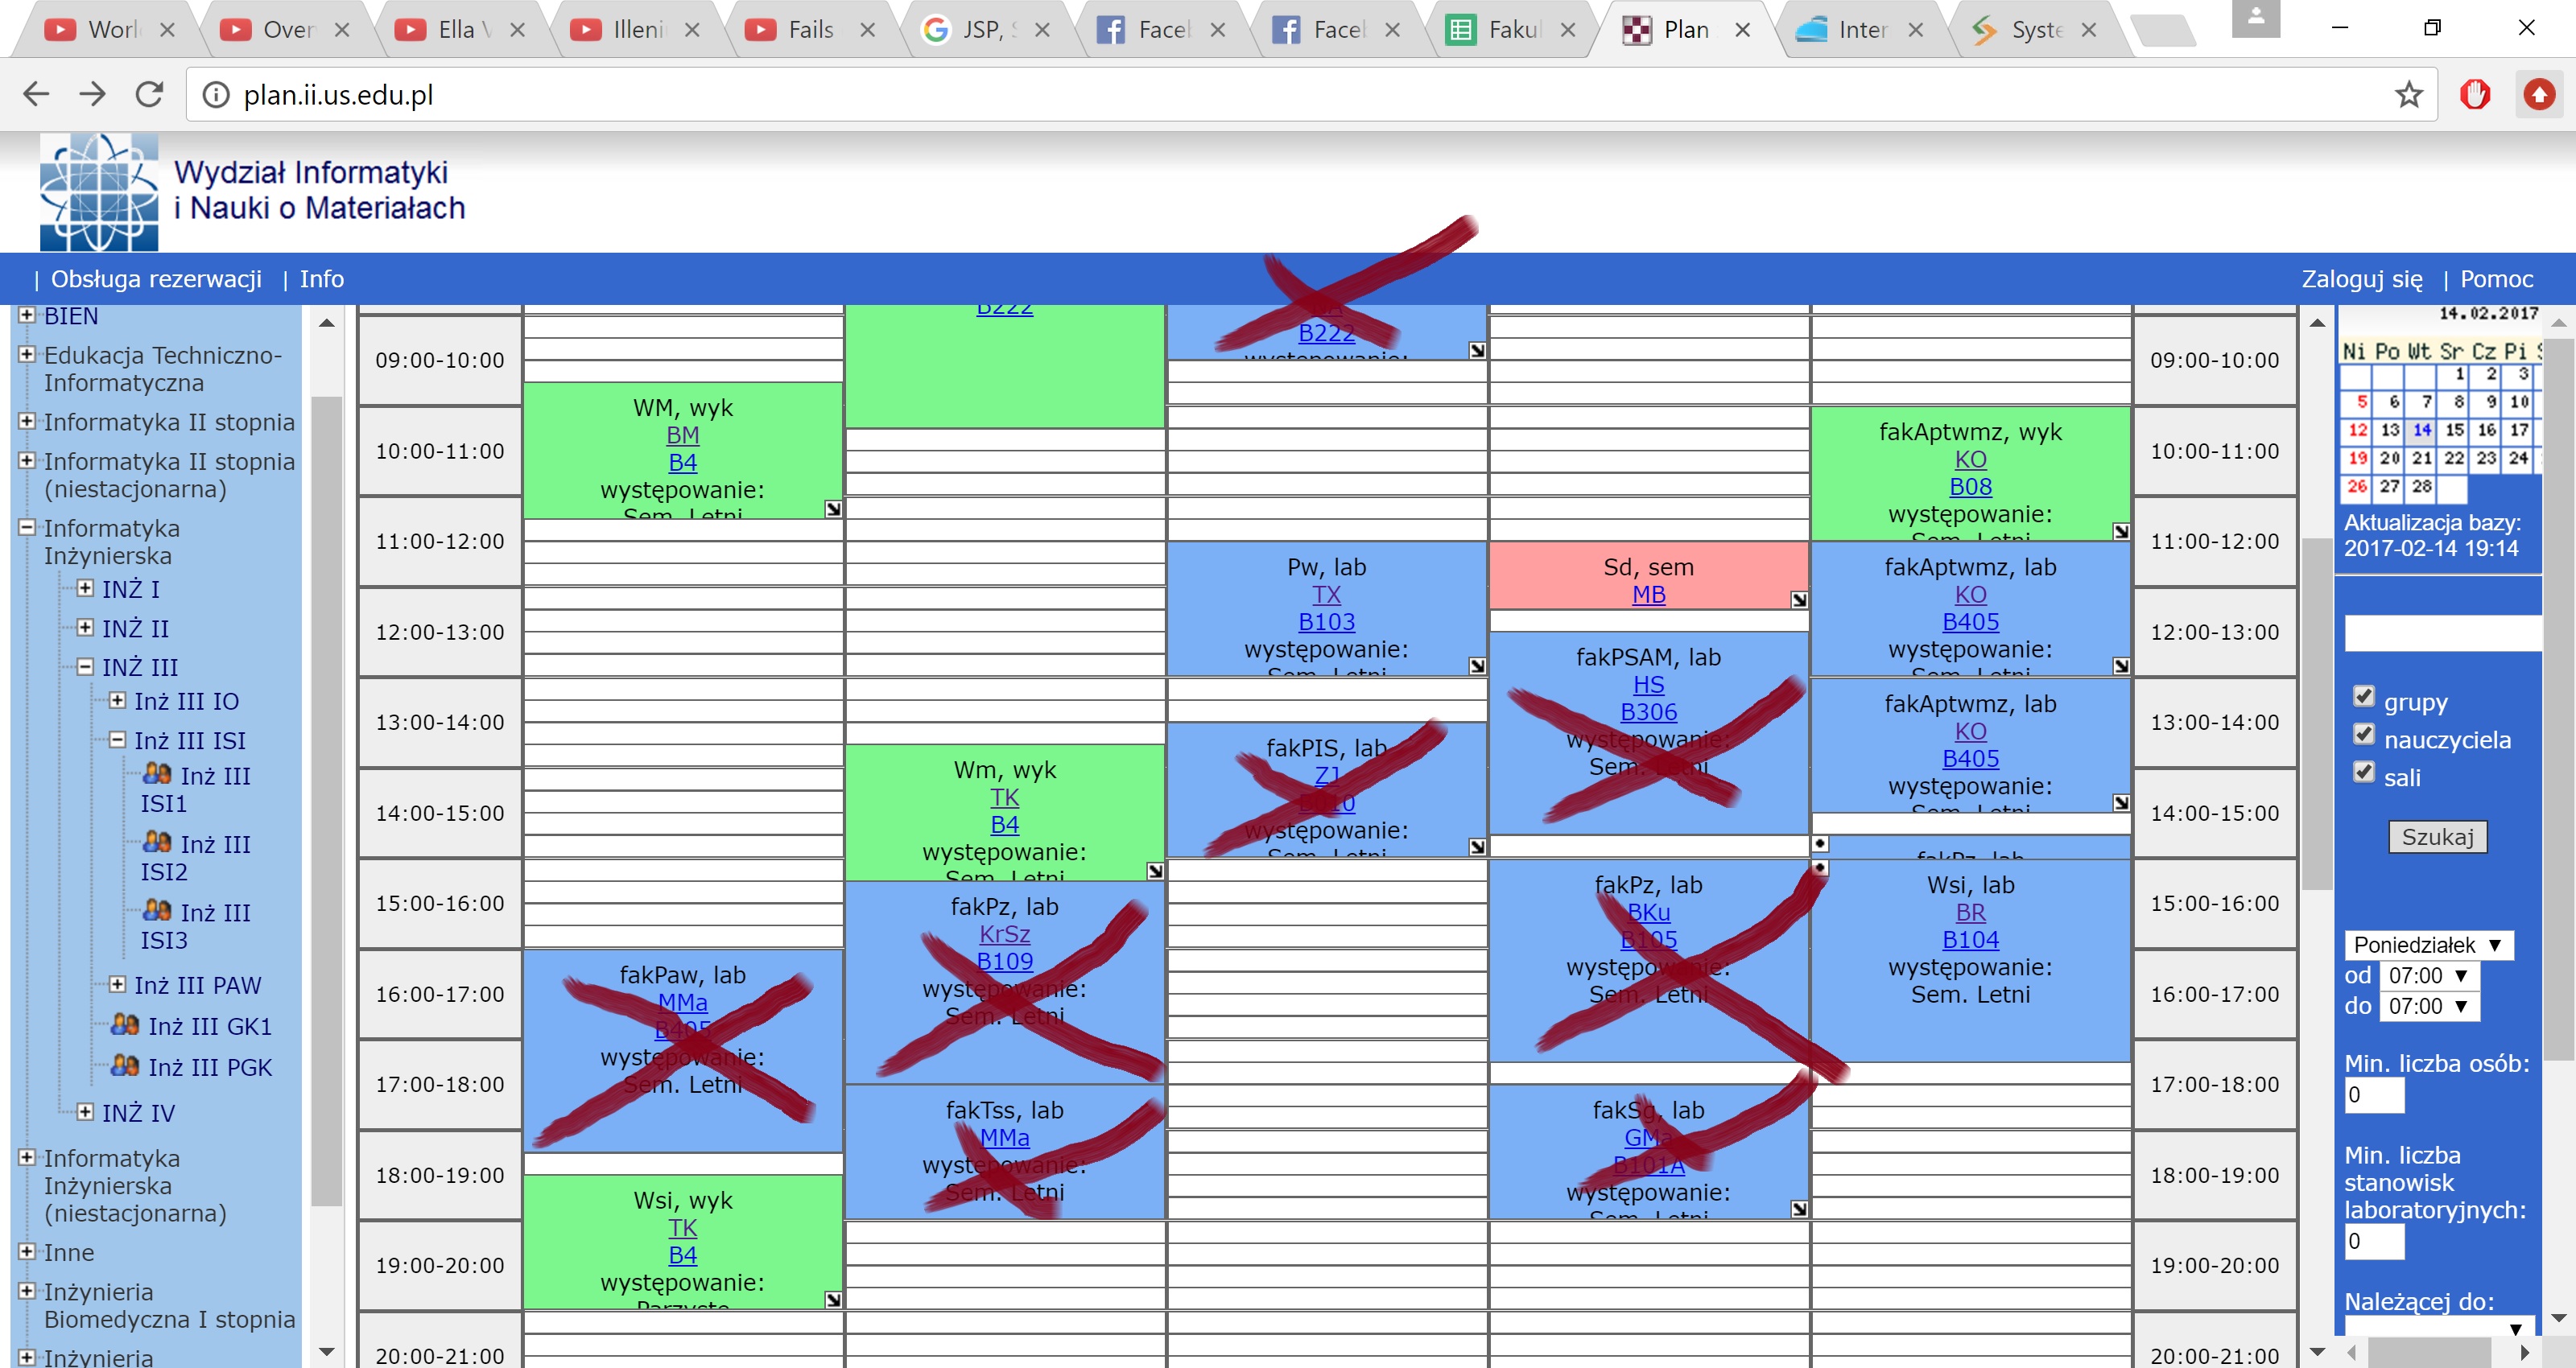 Worl
Over
Ella V
Illeni
Fails
JSP, S
Faceb
Faceb
Fakul
Plan
Inter
Syste
plan.ii.us.edu.pl
Wydział Informatyki
i Nauki o Materiałach
| Obsługa rezerwacji | Info
Zaloguj się | Pomoc
BIEN
Edukacja Techniczno-
Informatyczna
Informatyka II stopnia
Informatyka II stopnia
(niestacjonarna)
Informatyka
Inżynierska
INŻ I
INŻ II
INŻ III
Inż III IO
Inż III ISI
Inż III
ISI1
Inż III
ISI2
Inż III
ISI3
Inż III PAW
Inż III GK1
Inż III PGK
INŻ IV
Informatyka
Inżynierska
(niestacjonarna)
Inne
Inżynieria
Biomedyczna I stopnia
Inżynieria
09:00-10:00
10:00-11:00
11:00-12:00
12:00-13:00
13:00-14:00
14:00-15:00
15:00-16:00
16:00-17:00
17:00-18:00
18:00-19:00
19:00-20:00
20:00-21:00
WM, wyk
BM
B4
występowanie:
Sem. Letni
fakPaw, lab
MMa
B405
występowanie:
Sem. Letni
Wsi, wyk
TK
B4
występowanie:
Parzyste
B222
Wm, wyk
TK
B4
występowanie:
Sem. Letni
fakPz, lab
KrSz
B109
występowanie:
Sem. Letni
fakTss, lab
MMa
występowanie:
Sem. Letni
B222
występowanie:
Pw, lab
TX
B103
występowanie:
Sem. Letni
fakPIS, lab
ZJ
występowanie:
Sem. Letni
Sd, sem
MB
fakPSAM, lab
HS
B306
występowanie:
Sem. Letni
fakPz, lab
BKu
B105
występowanie:
Sem. Letni
fakSg, lab
GMa
B101A
występowanie:
Sem. Letni
fakAptwmz, wyk
KO
B08
występowanie:
Sem. Letni
fakAptwmz, lab
KO
B405
występowanie:
Sem. Letni
fakAptwmz, lab
KO
B405
występowanie:
Sem. Letni
fakPz, lab
Wsi, lab
BR
B104
występowanie:
Sem. Letni
09:00-10:00
10:00-11:00
11:00-12:00
12:00-13:00
13:00-14:00
14:00-15:00
15:00-16:00
16:00-17:00
17:00-18:00
18:00-19:00
19:00-20:00
20:00-21:00
14.02.2017
Ni Po Wt Sr Cz Pi
1 2 3
5 6 7 8 9 10
12 13 14 15 16 17
19 20 21 22 23 24
26 27 28
Aktualizacja bazy:
2017-02-14 19:14
grupy
nauczyciela
sali
Szukaj
Poniedziałek
od 07:00
do 07:00
Min. liczba osób:
0
Min. liczba
stanowisk
laboratoryjnych:
0
Należącej do: